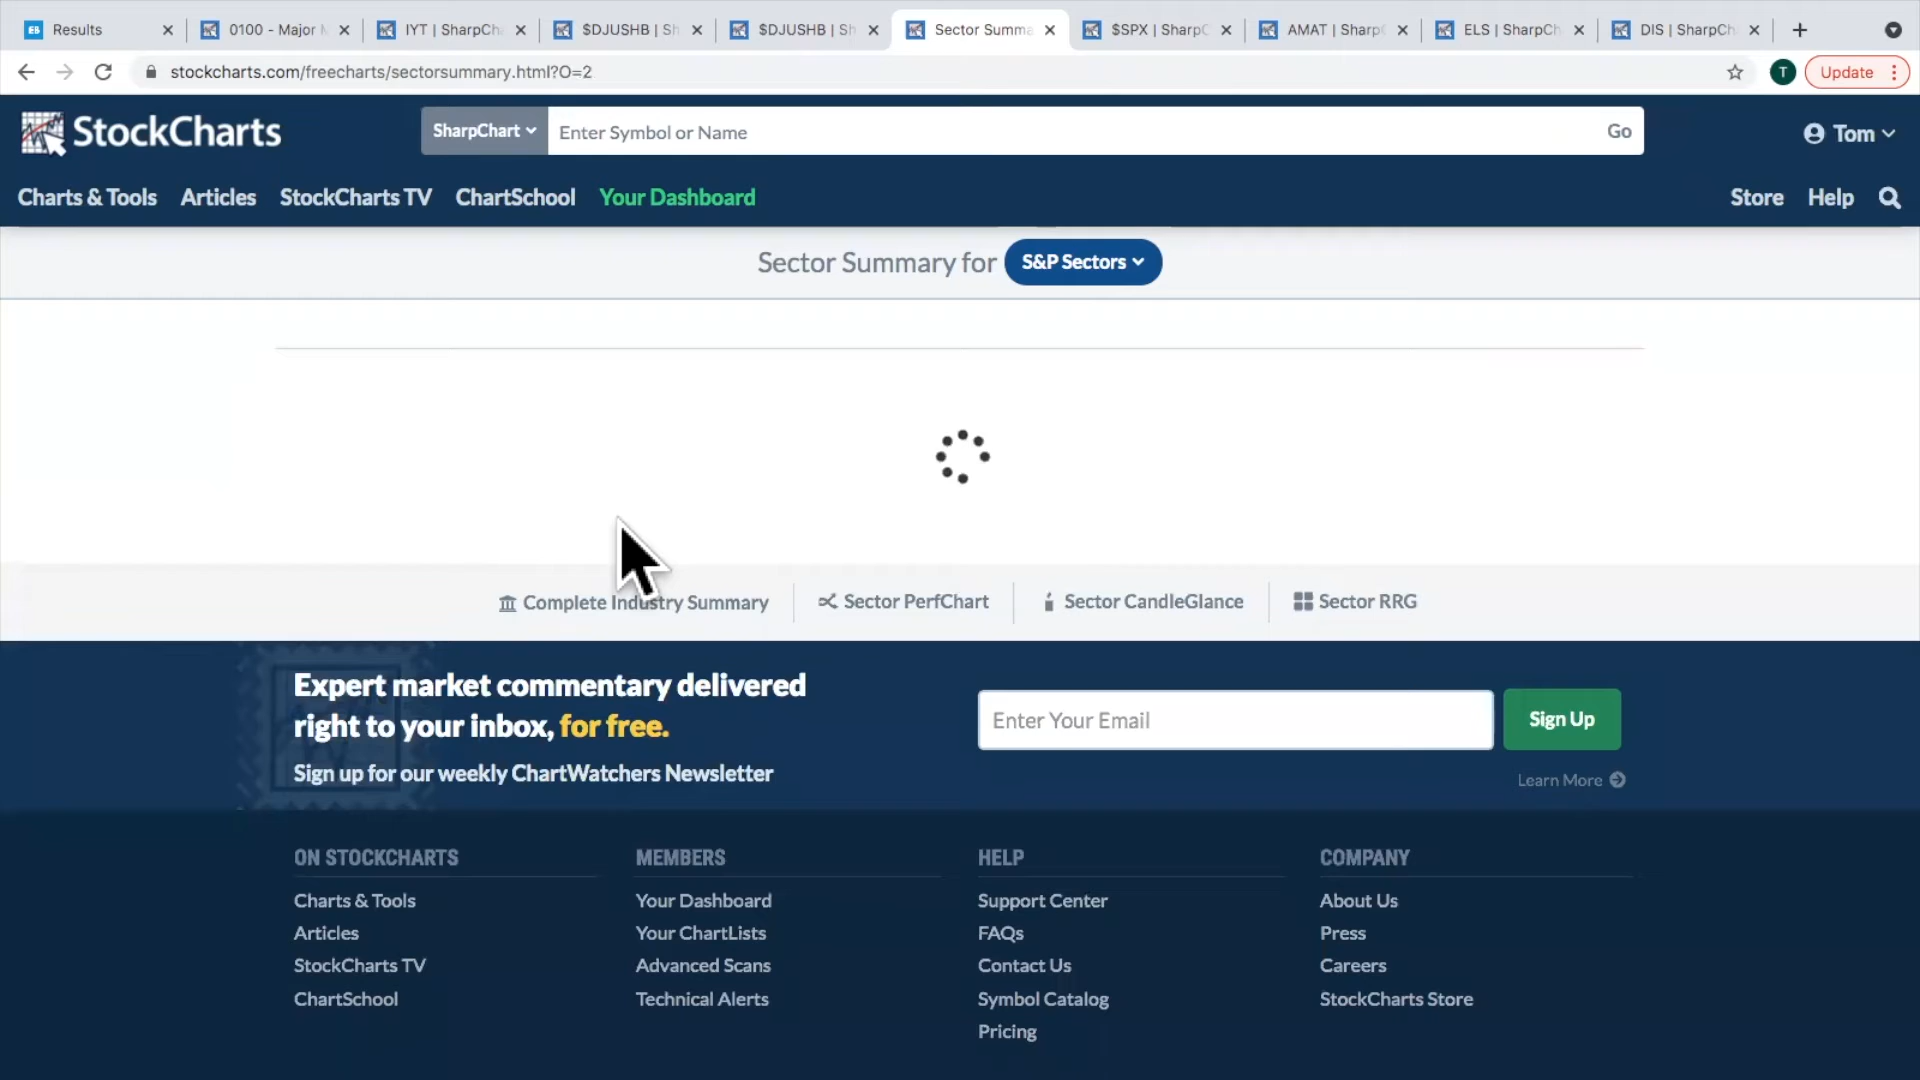 Results
0100 - Major
IYT | SharpCh
$DJUSHB | Sh
$DJUSHB | Sh
Sector Summa
$SPX | SharpC
AMAT | SharpC
ELS | SharpCh
DIS | SharpCh
stockcharts.com/freecharts/sectorsummary.html?O=2
T
Update
StockCharts
SharpChart
Enter Symbol or Name
Go
Tom
Charts & Tools
Articles
StockCharts TV
ChartSchool
Your Dashboard
Store
Help
Sector Summary for
S&P Sectors
Complete Industry Summary
Sector PerfChart
Sector CandleGlance
Sector RRG
Expert market commentary delivered
right to your inbox, for free.
Sign up for our weekly ChartWatchers Newsletter
Enter Your Email
Sign Up
Learn More
ON STOCKCHARTS
Charts & Tools
Articles
StockCharts TV
ChartSchool
MEMBERS
Your Dashboard
Your ChartLists
Advanced Scans
Technical Alerts
HELP
Support Center
FAQs
Contact Us
Symbol Catalog
Pricing
COMPANY
About Us
Press
Careers
StockCharts Store